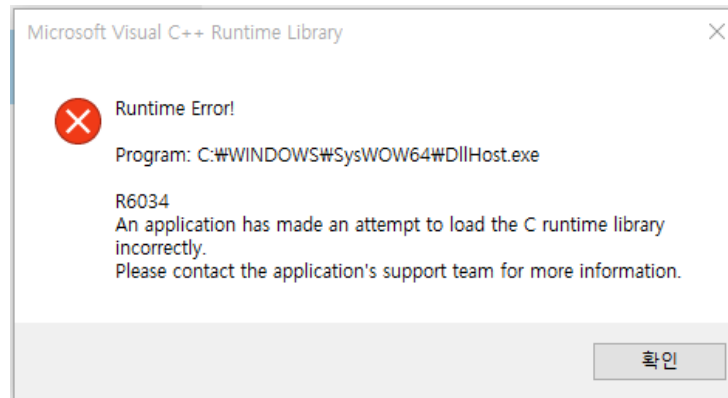 Microsoft Visual C++ Runtime Library
Runtime Error!
Program: C:₩WINDOWS₩SysWOW64₩DllHost.exe
R6034
An application has made an attempt to load the C runtime library
incorrectly.
Please contact the application's support team for more information.
확인